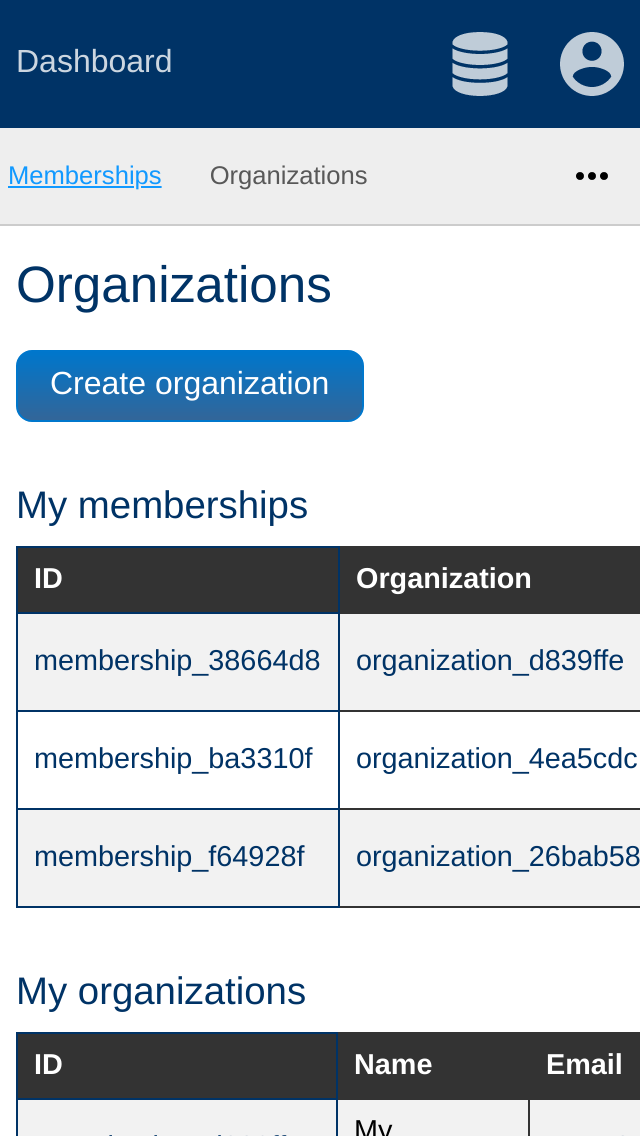 Dashboard
Memberships Organizations
Organizations
Create organization
My memberships
ID Organization
membership_38664d8 organization_d839ffe
membership_ba3310f organization_4ea5cdc
membership_f64928f organization_26bab58
My organizations
ID Name Email
My